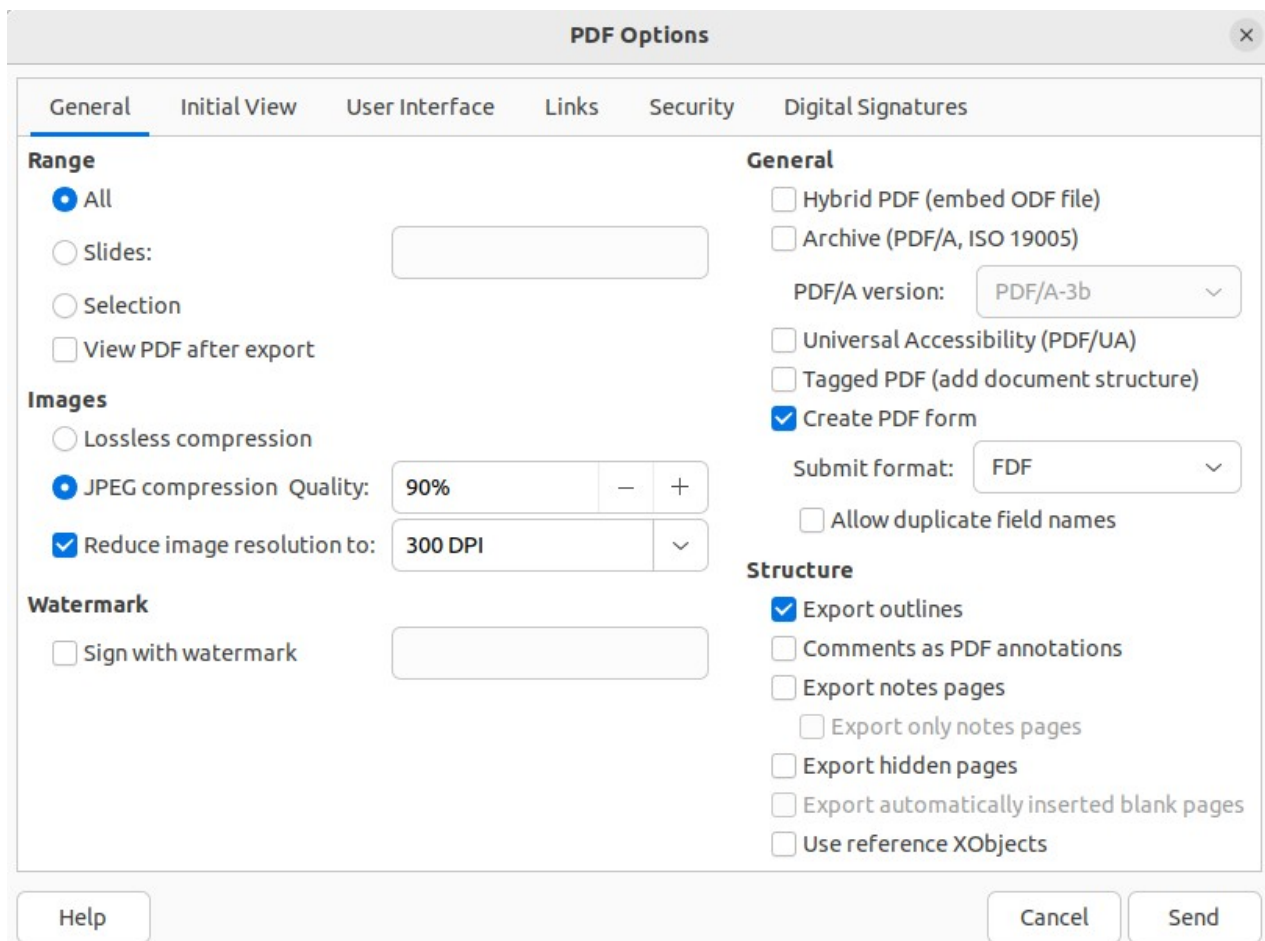 PDF Options
General Initial View User Interface Links Security Digital Signatures
Range
All
Slides:
Selection
View PDF after export
Images
Lossless compression
JPEG compression Quality: 90%
Reduce image resolution to: 300 DPI
Watermark
Sign with watermark
General
Hybrid PDF (embed ODF file)
Archive (PDF/A, ISO 19005)
PDF/A version: PDF/A-3b
Universal Accessibility (PDF/UA)
Tagged PDF (add document structure)
Create PDF form
Submit format: FDF
Allow duplicate field names
Structure
Export outlines
Comments as PDF annotations
Export notes pages
Export only notes pages
Export hidden pages
Export automatically inserted blank pages
Use reference XObjects
Help Cancel Send